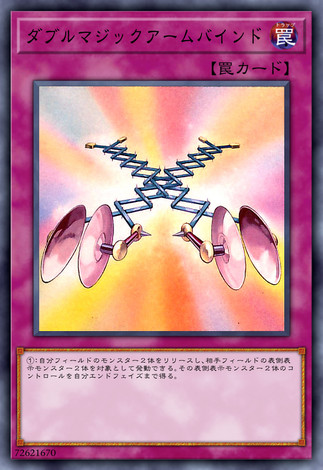 ダブルマジックアームバインド
トラップ
罠
【罠カード】
①:自分フィールドのモンスター2体をリリースし、相手フィールドの表側表
示モンスター2体を対象として発動できる。その表側表示モンスター2体のコ
ントロールを自分エンドフェイズまで得る。
72621670